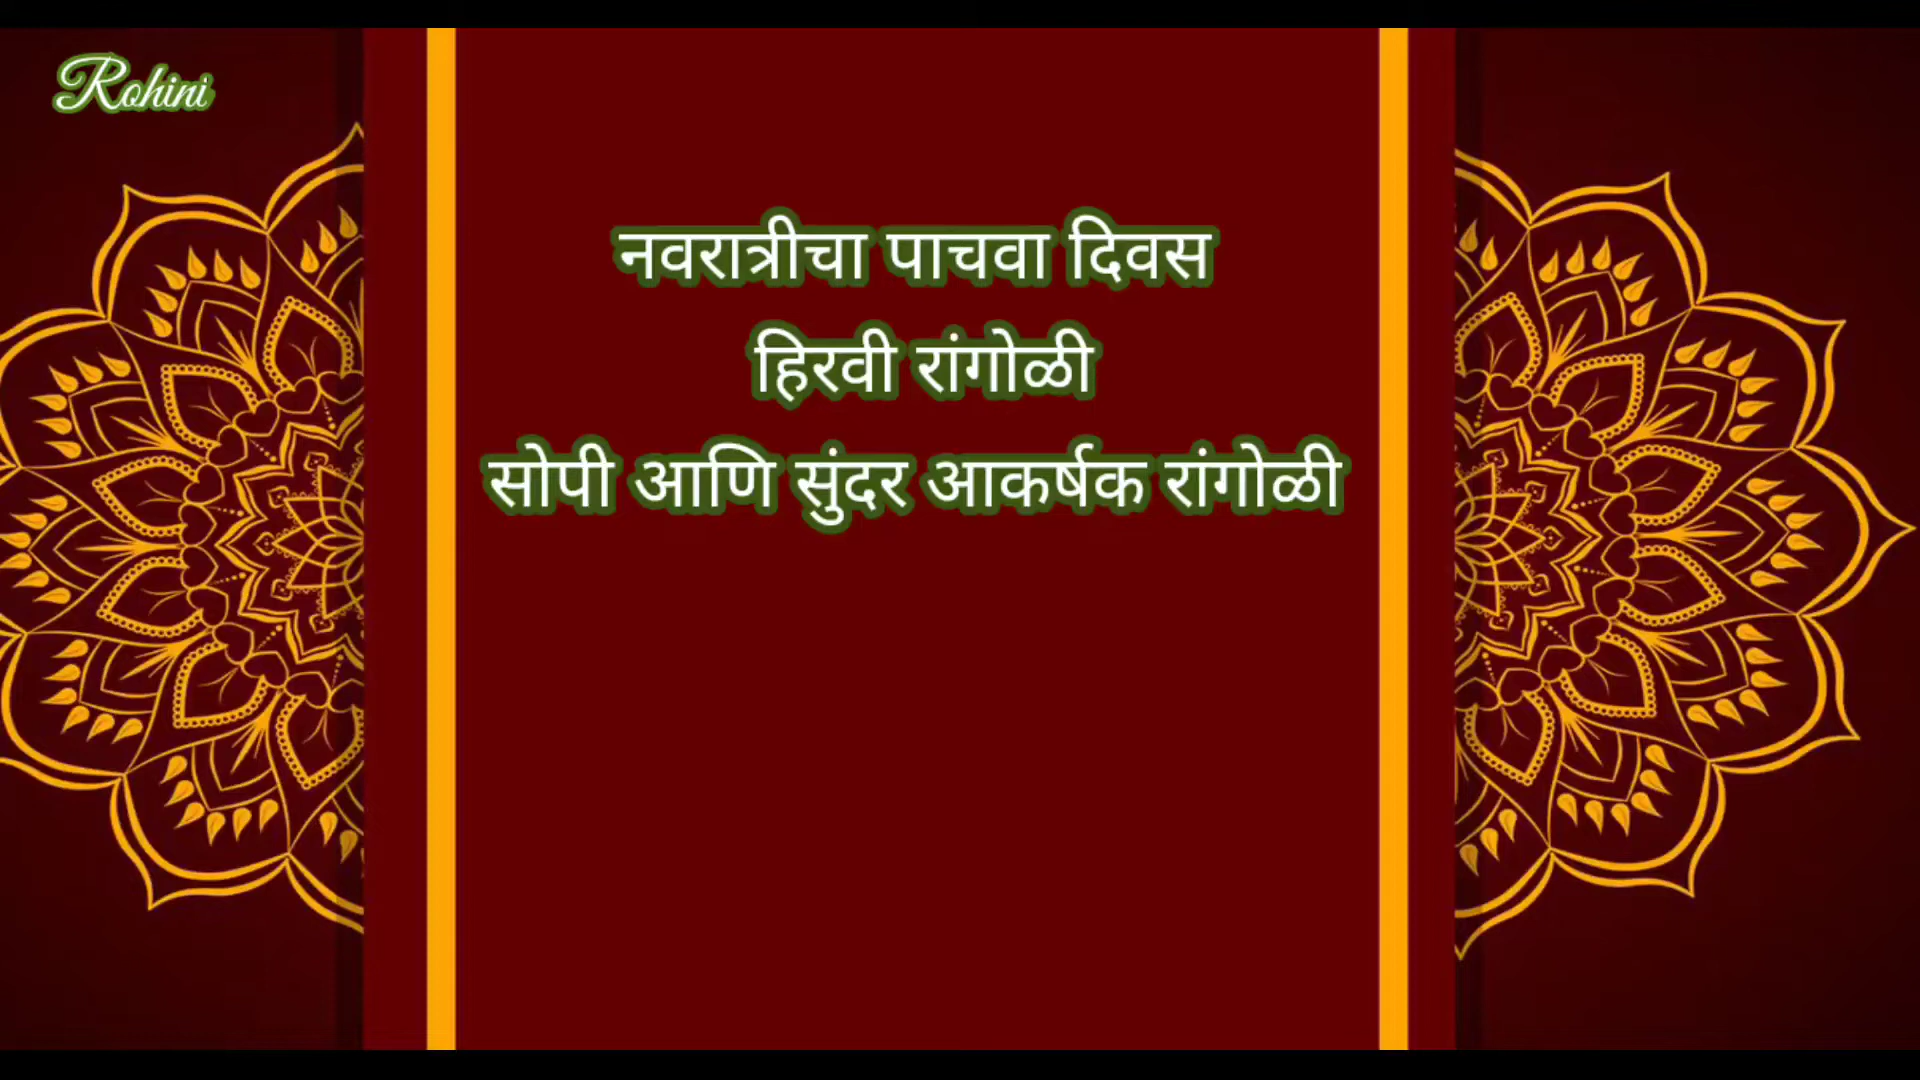 Rohini
नवरात्रीचा पाचवा दिवस
हिरवी रांगोळी
सोपी आणि सुंदर आकर्षक रांगोळी